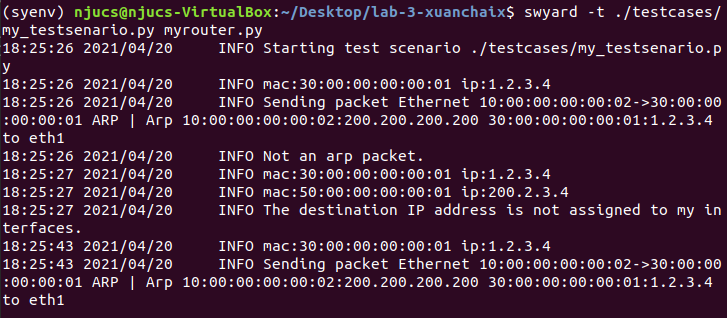 (syenv) njucs@njucs-VirtualBox:~/Desktop/lab-3-xuanchaix$ swyard -t ./testcases/
my_testsenario.py myrouter.py
18:25:26 2021/04/20     INFO Starting test scenario ./testcases/my_testsenario.p
y
18:25:26 2021/04/20     INFO mac:30:00:00:00:00:01 ip:1.2.3.4
18:25:26 2021/04/20     INFO Sending packet Ethernet 10:00:00:00:00:02->30:00:00
:00:00:01 ARP | Arp 10:00:00:00:00:02:200.200.200.200 30:00:00:00:00:01:1.2.3.4
to eth1
18:25:26 2021/04/20     INFO Not an arp packet.
18:25:27 2021/04/20     INFO mac:30:00:00:00:00:01 ip:1.2.3.4
18:25:27 2021/04/20     INFO mac:50:00:00:00:00:01 ip:200.2.3.4
18:25:27 2021/04/20     INFO The destination IP address is not assigned to my in
terfaces.
18:25:43 2021/04/20     INFO mac:30:00:00:00:00:01 ip:1.2.3.4
18:25:43 2021/04/20     INFO Sending packet Ethernet 10:00:00:00:00:02->30:00:00
:00:00:01 ARP | Arp 10:00:00:00:00:02:200.200.200.200 30:00:00:00:00:01:1.2.3.4
to eth1